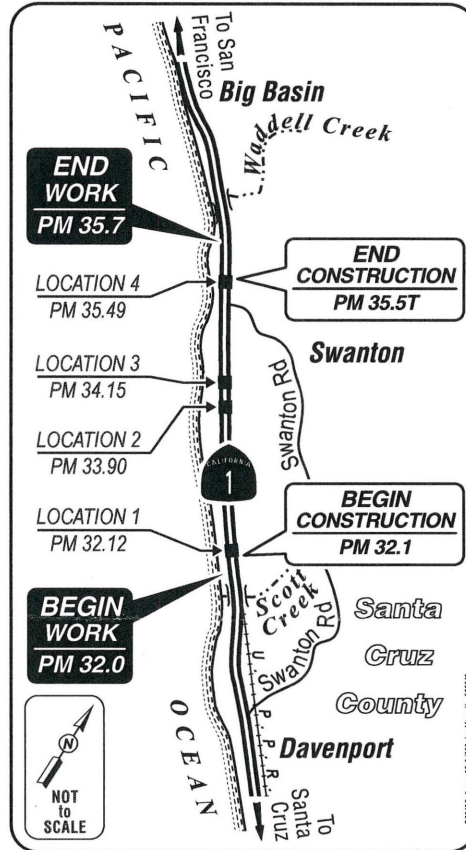 To San
Francisco
PACIFIC
Big Basin
Waddell Creek
END
WORK
PM 35.7
LOCATION 4
PM 35.49
END
CONSTRUCTION
PM 35.5T
Swanton
LOCATION 3
PM 34.15
Swanton Rd
LOCATION 2
PM 33.90
CALIFORNIA
1
LOCATION 1
PM 32.12
BEGIN
CONSTRUCTION
PM 32.1
BEGIN
WORK
PM 32.0
Scott
Creek
Swanton Rd
Santa
Cruz
County
U P P R
OCEAN
Davenport
N
NOT
to
SCALE
To
Santa
Cruz